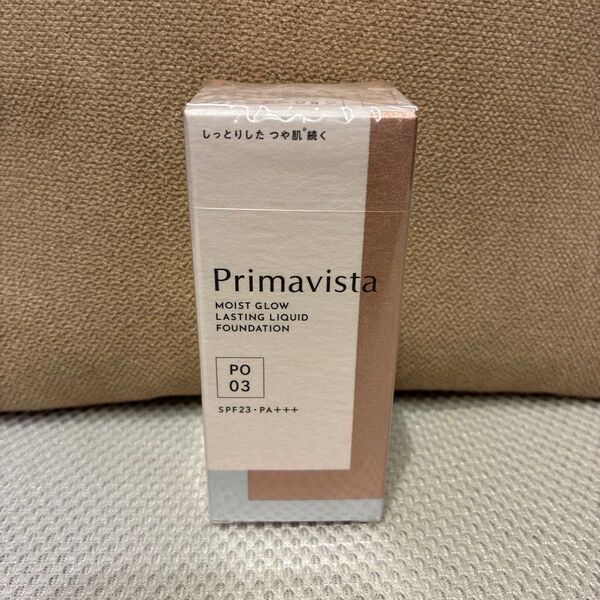 しっとりした つや肌*続く
Primavista
MOIST GLOW
LASTING LIQUID
FOUNDATION
PO
03
SPF23・PA+++